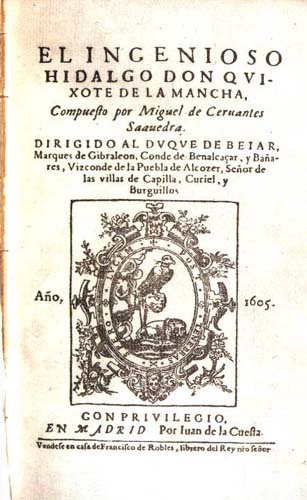 EL INGENIOSO
HIDALGO DON QVI-
XOTE DE LA MANCHA,
Compuesto por Miguel de Ceruantes
Saauedra.
DIRIGIDO AL DVQVE DE BEIAR,
Marques de Gibraleon, Conde de Benalcaçar, y Baña-
res, Vizconde de la Puebla de Alcozer, Señor de
las villas de Capilla, Curiel, y
Burguillos
Año,
1605.
CON PRIVILEGIO,
EN MADRID Por Iuan de la Cuesta.
Vendese en casa de Francisco de Robles, librero del Rey nro señor